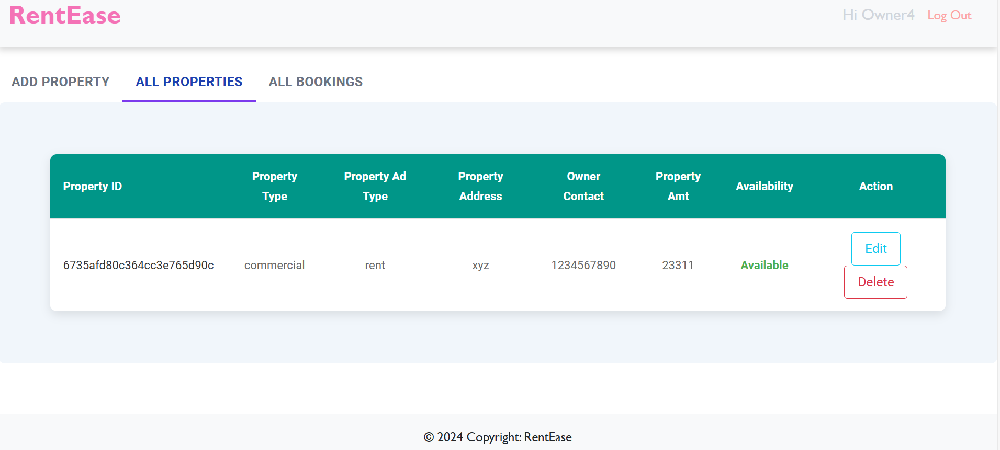 RentEase
Hi Owner4 Log Out
ADD PROPERTY ALL PROPERTIES ALL BOOKINGS
Property ID Property Type Property Ad Type Property Address Owner Contact Property Amt Availability Action
6735afd80c364cc3e765d90c commercial rent xyz 1234567890 23311 Available Edit
Delete
© 2024 Copyright: RentEase